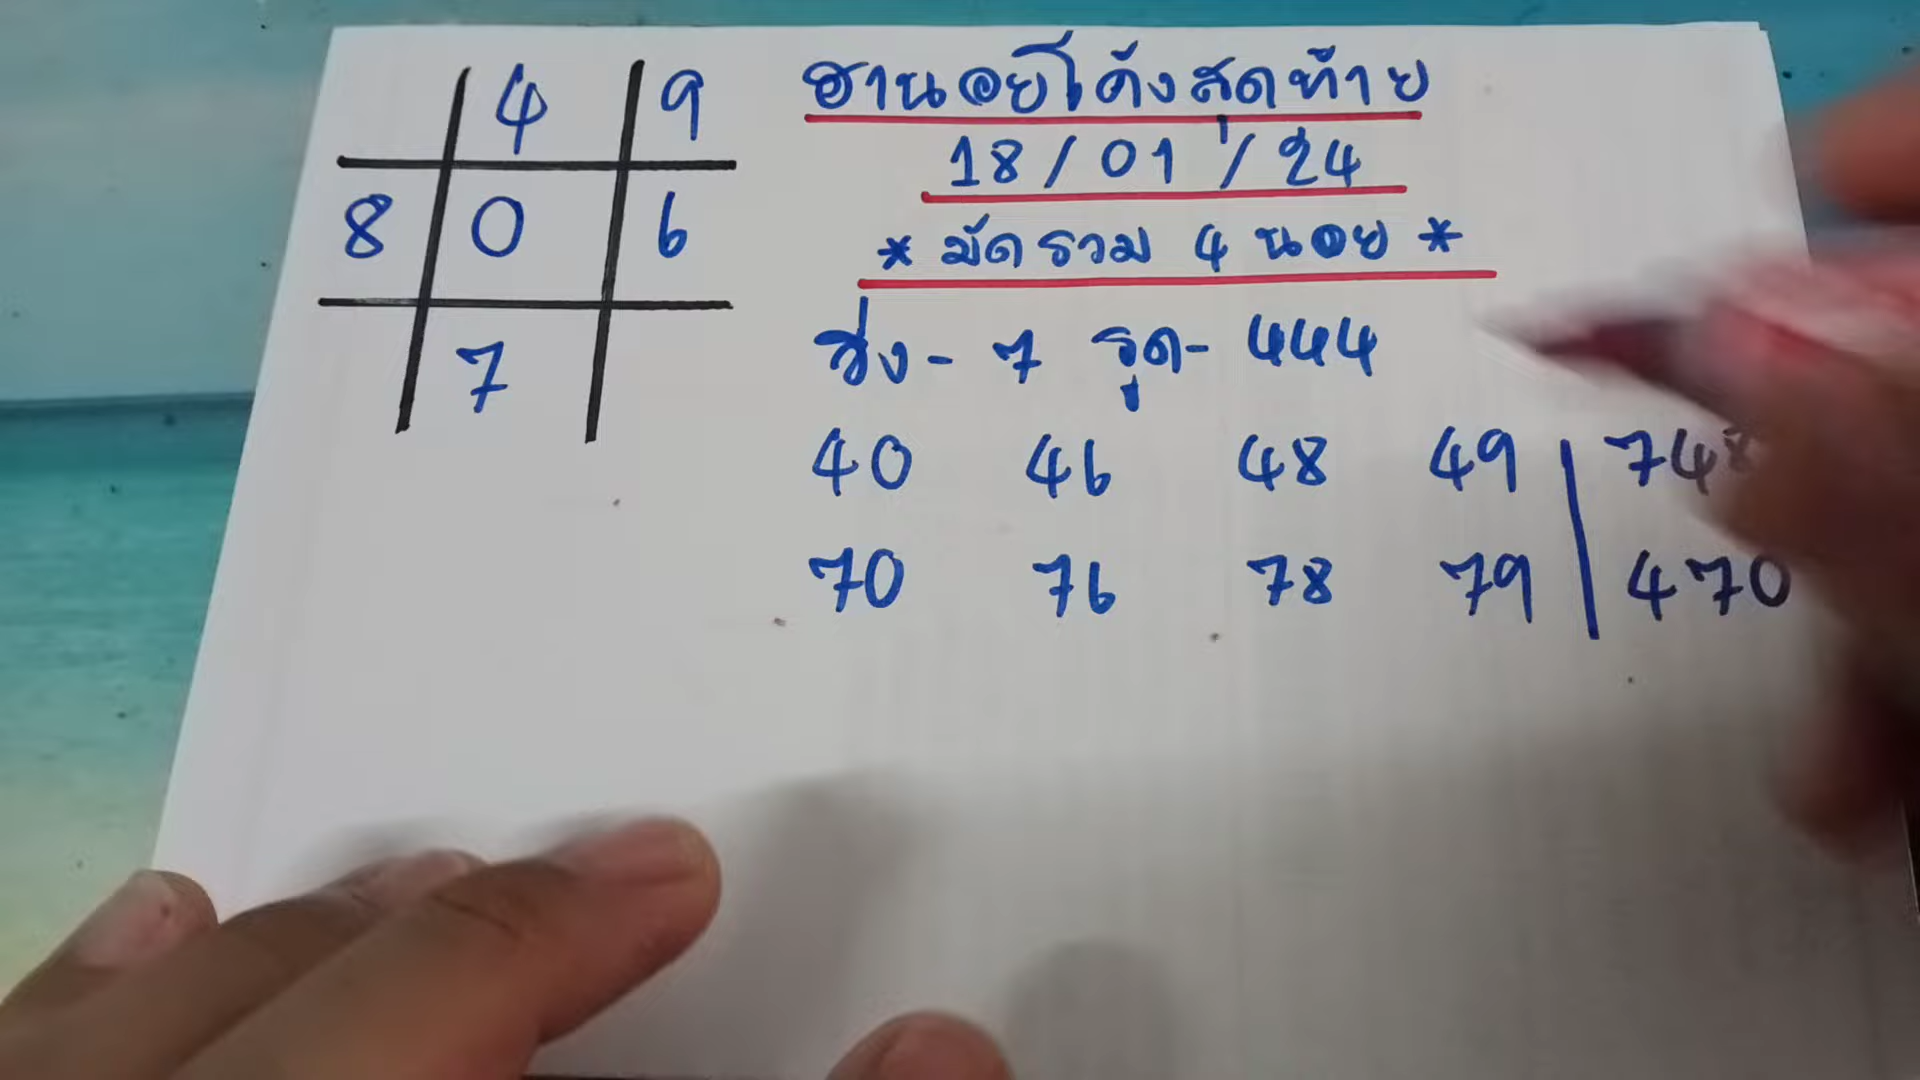 4 9
8 0 6
7
ฮานอยโค้งสุดท้าย
18/01/24
* มัดรวม 4 นอย *
วิ่ง - 7 รูด - 444
40 46 48 49 | 748
70 76 78 79 | 470